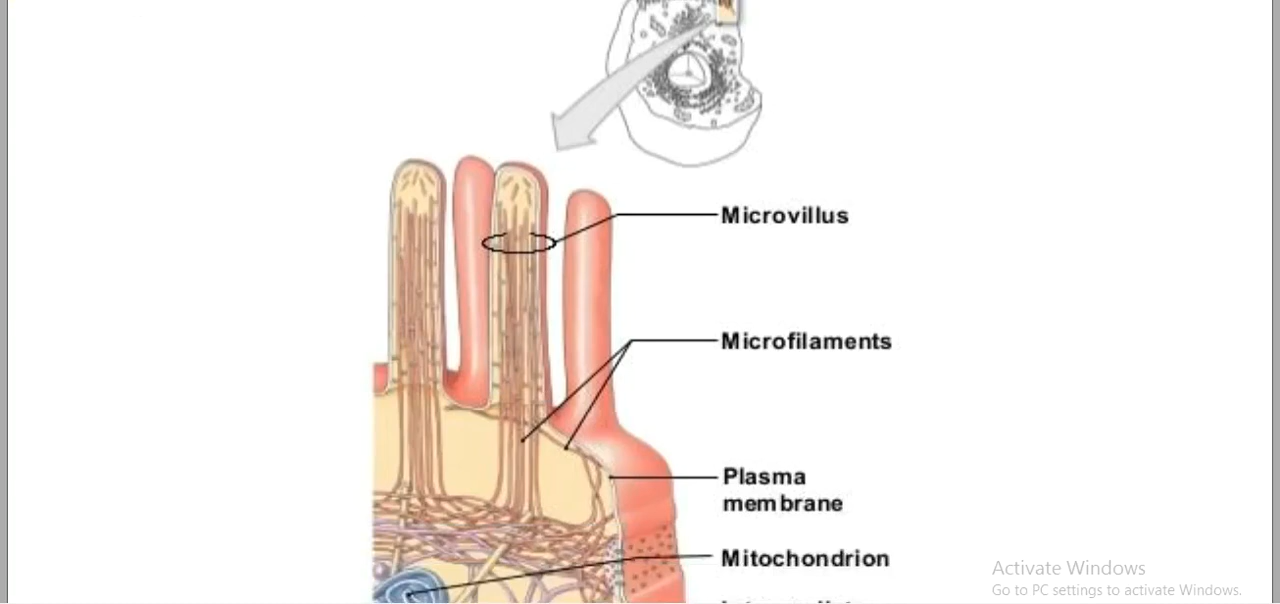 Microvillus
Microfilaments
Plasma
membrane
Mitochondrion
Activate Windows
Go to PC settings to activate Windows.